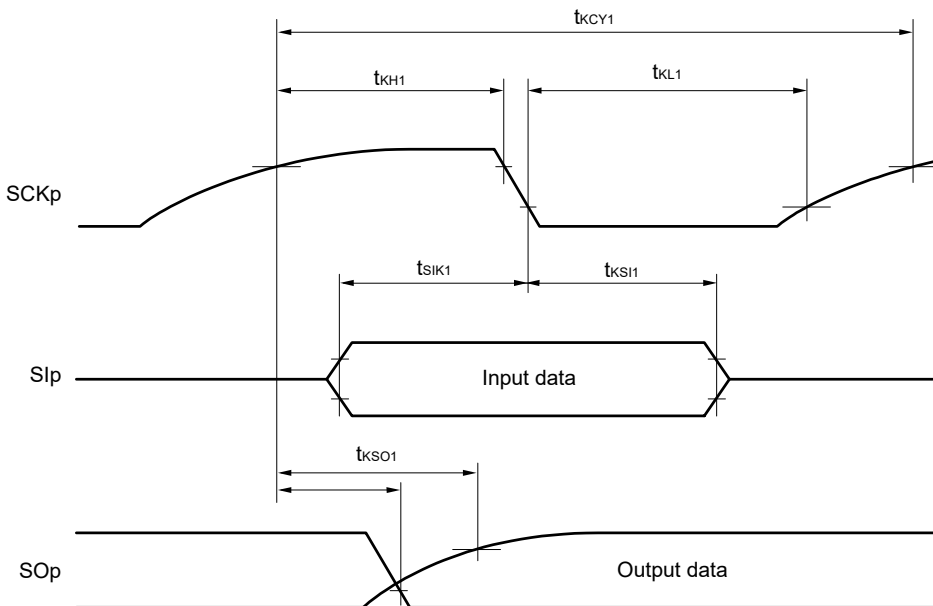 tKCY1
tKH1
tKL1
SCKp
tSIK1
tKSI1
SIp
Input data
tKSO1
SOp
Output data